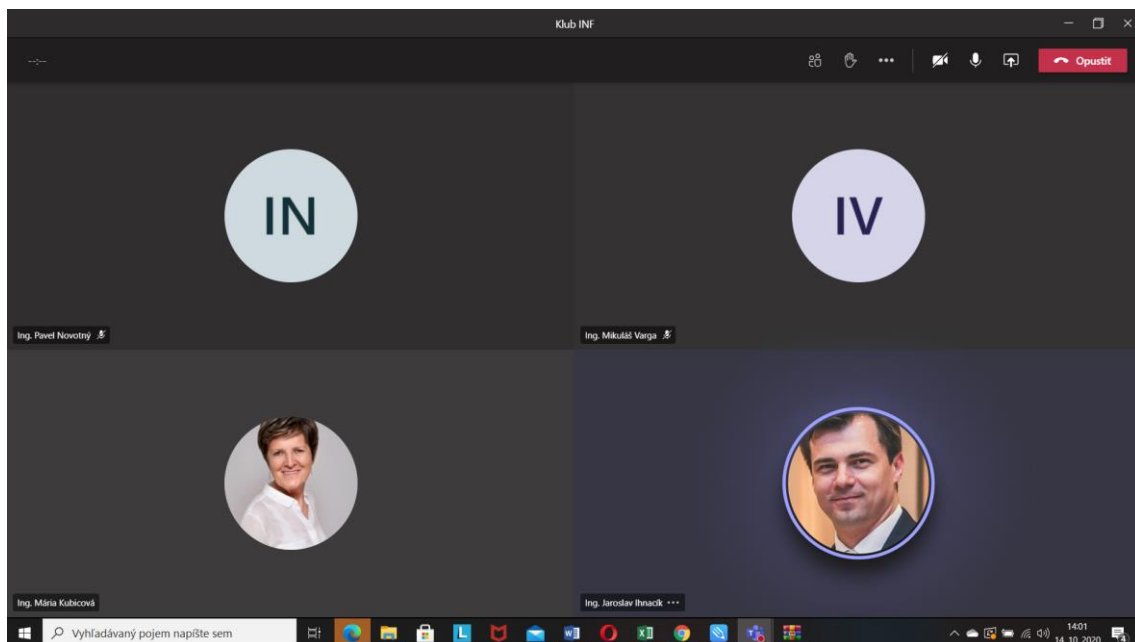 Klub INF
--:--
Opustiť
IN
IV
Ing. Pavel Novotný
Ing. Mikuláš Varga
Ing. Mária Kubicová
Ing. Jaroslav Ihnacík
Vyhľadávaný pojem napíšte sem
14:01
14. 10. 2020